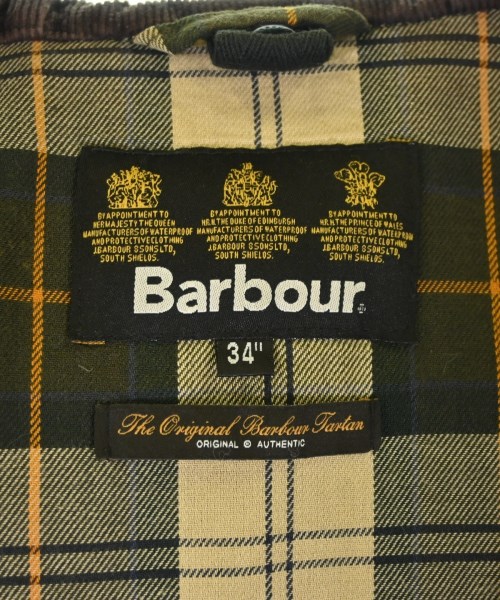 BY APPOINTMENT TO
HER MAJESTY THE QUEEN
MANUFACTURERS OF WATERPROOF
AND PROTECTIVE CLOTHING
J.BARBOUR & SONS LTD,
SOUTH SHIELDS.
BY APPOINTMENT TO
H.R.H. THE DUKE OF EDINBURGH
MANUFACTURERS OF WATERPROOF
AND PROTECTIVE CLOTHING
J.BARBOUR & SONS LTD,
SOUTH SHIELDS.
BY APPOINTMENT TO
H.R.H. THE PRINCE OF WALES
MANUFACTURERS OF WATERPROOF
AND PROTECTIVE CLOTHING
J.BARBOUR & SONS LTD,
SOUTH SHIELDS.
Barbour
34"
The Original Barbour Tartan
ORIGINAL & AUTHENTIC